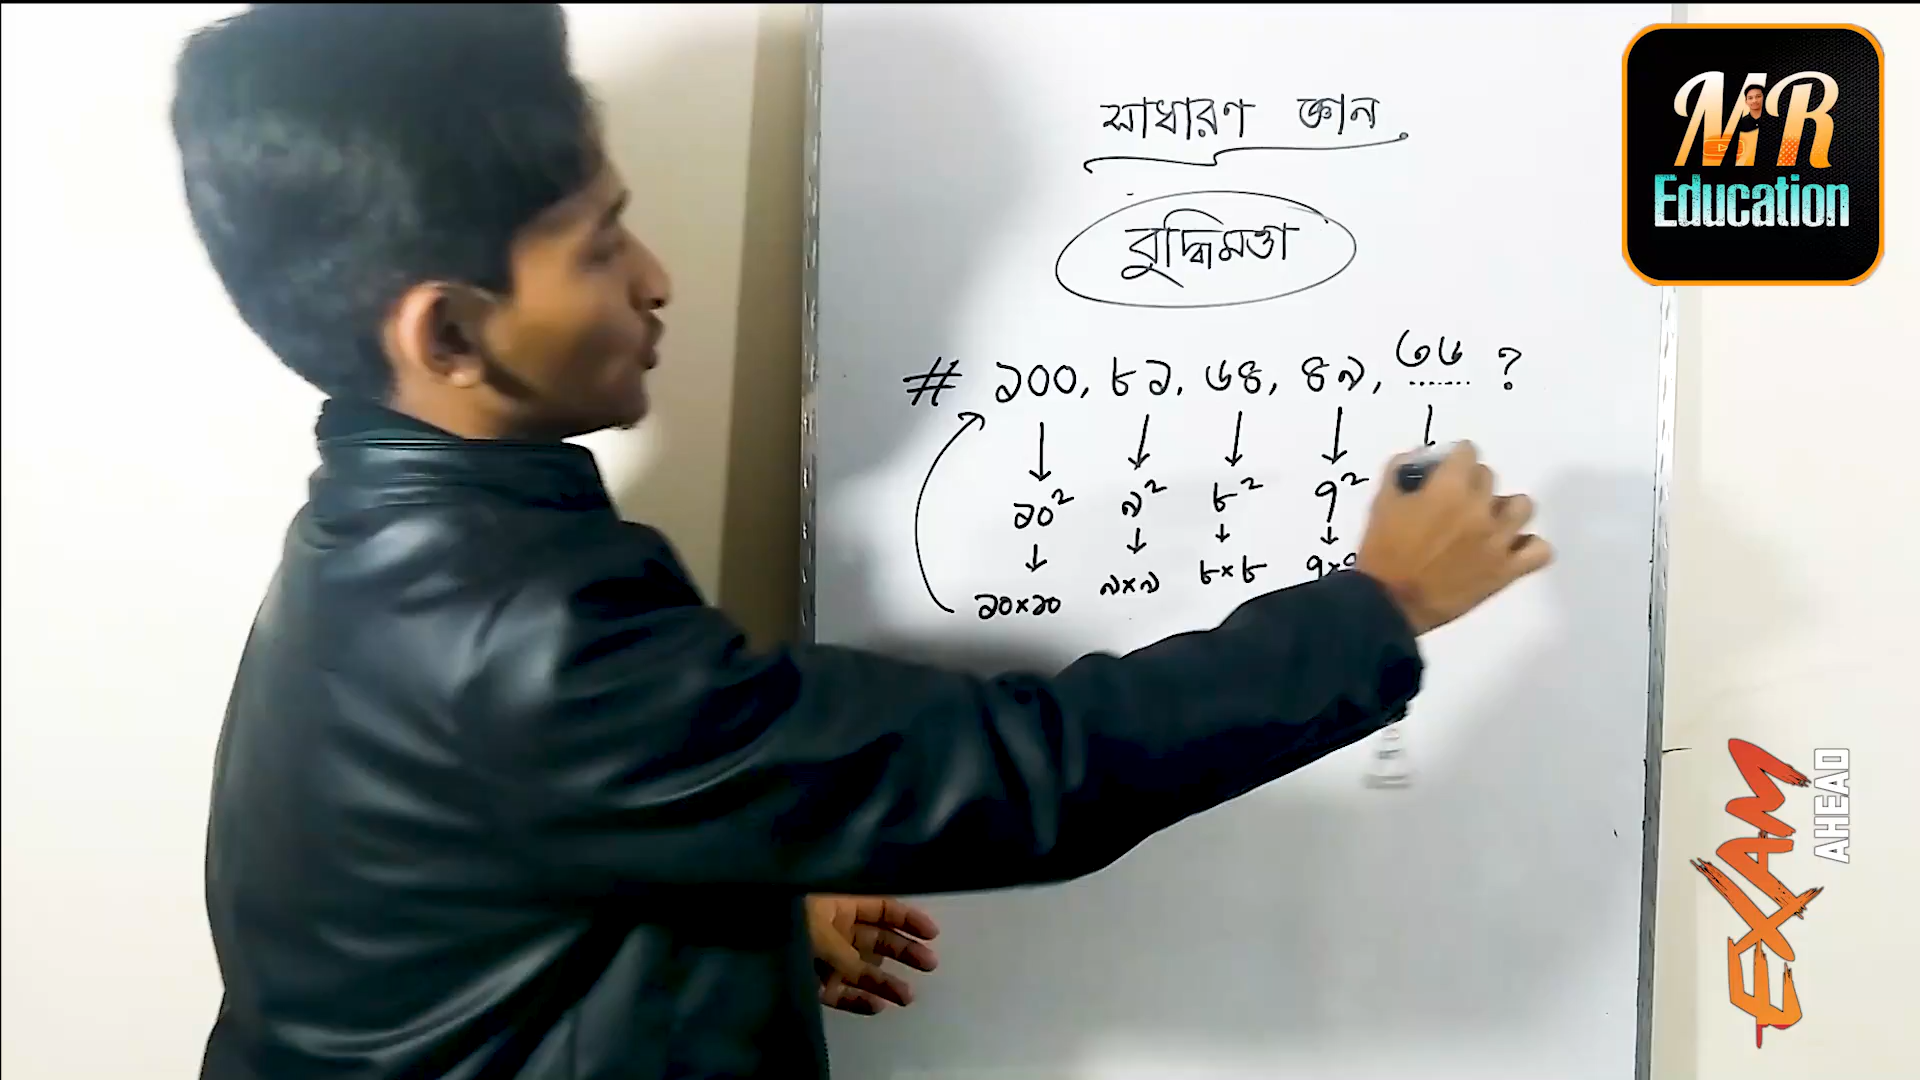 সাধারণ জ্ঞান
বুদ্ধিমত্তা
# ১০০, ৮১, ৬৪, ৪৯, ৩৬ ?
১০² ৯² ৮² ৭²
১০×১০ ৯×৯ ৮×৮ ৭×৭
MR
Education
EXAM
AHEAD